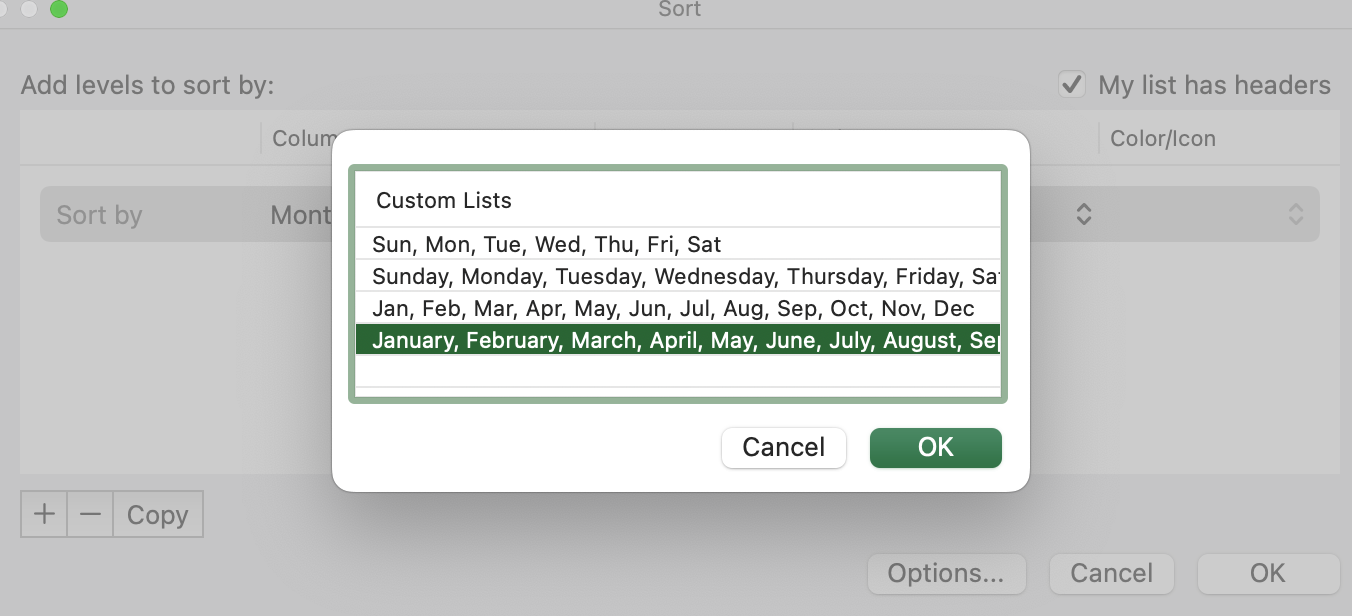 Sort
Add levels to sort by:
My list has headers
Color/Icon
Sort by
Custom Lists
Sun, Mon, Tue, Wed, Thu, Fri, Sat
Sunday, Monday, Tuesday, Wednesday, Thursday, Friday,
Jan, Feb, Mar, Apr, May, Jun, Jul, Aug, Sep, Oct, Nov, Dec
January, February, March, April, May, June, July, August,
Cancel OK
+ − Copy
Options... Cancel OK